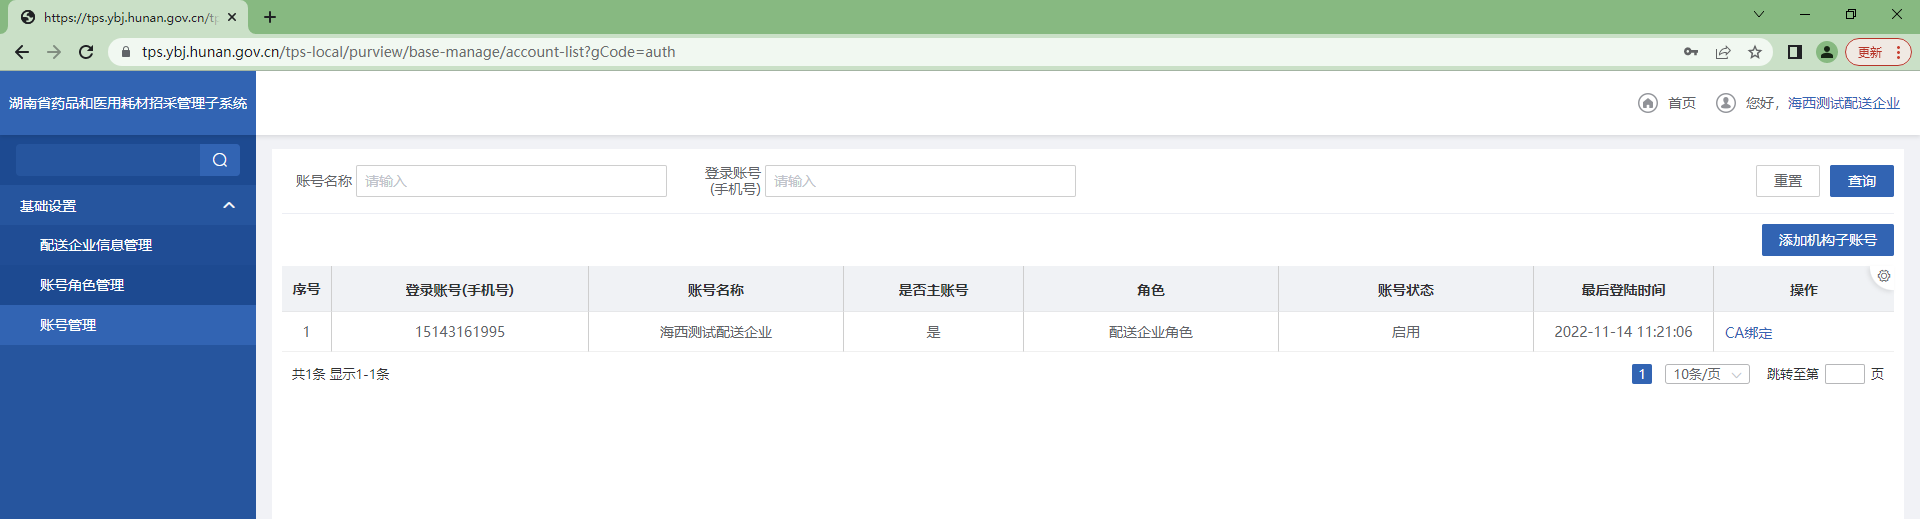 https://tps.ybj.hunan.gov.cn/tp
tps.ybj.hunan.gov.cn/tps-local/purview/base-manage/account-list?gCode=auth
更新
湖南省药品和医用耗材招采管理子系统
首页
您好，海西测试配送企业
基础设置
配送企业信息管理
账号角色管理
账号管理
账号名称 请输入
登录账号
(手机号)
请输入
重置 查询
添加机构子账号
序号 登录账号(手机号) 账号名称 是否主账号 角色 账号状态 最后登陆时间 操作
1 15143161995 海西测试配送企业 是 配送企业角色 启用 2022-11-14 11:21:06 CA绑定
共1条 显示1-1条
1 10条/页 跳转至第 页